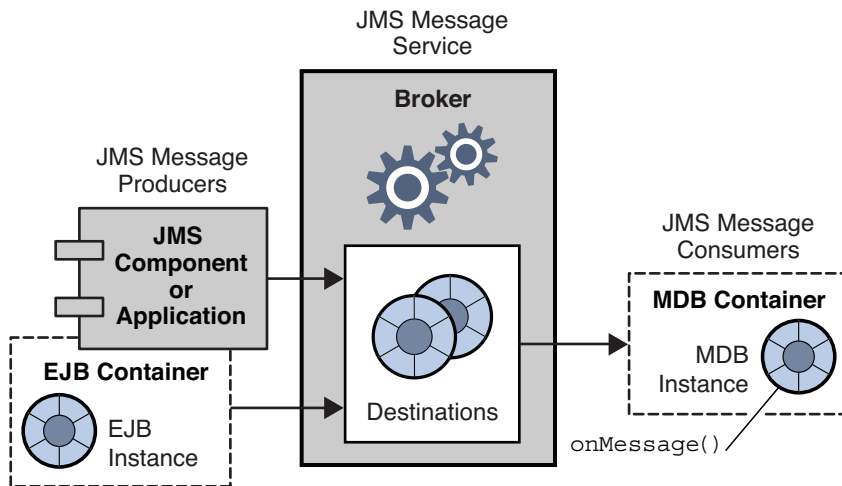 JMS Message
Service
Broker
JMS Message
Producers
JMS
Component
or
Application
EJB Container
EJB
Instance
Destinations
JMS Message
Consumers
MDB Container
MDB
Instance
onMessage()